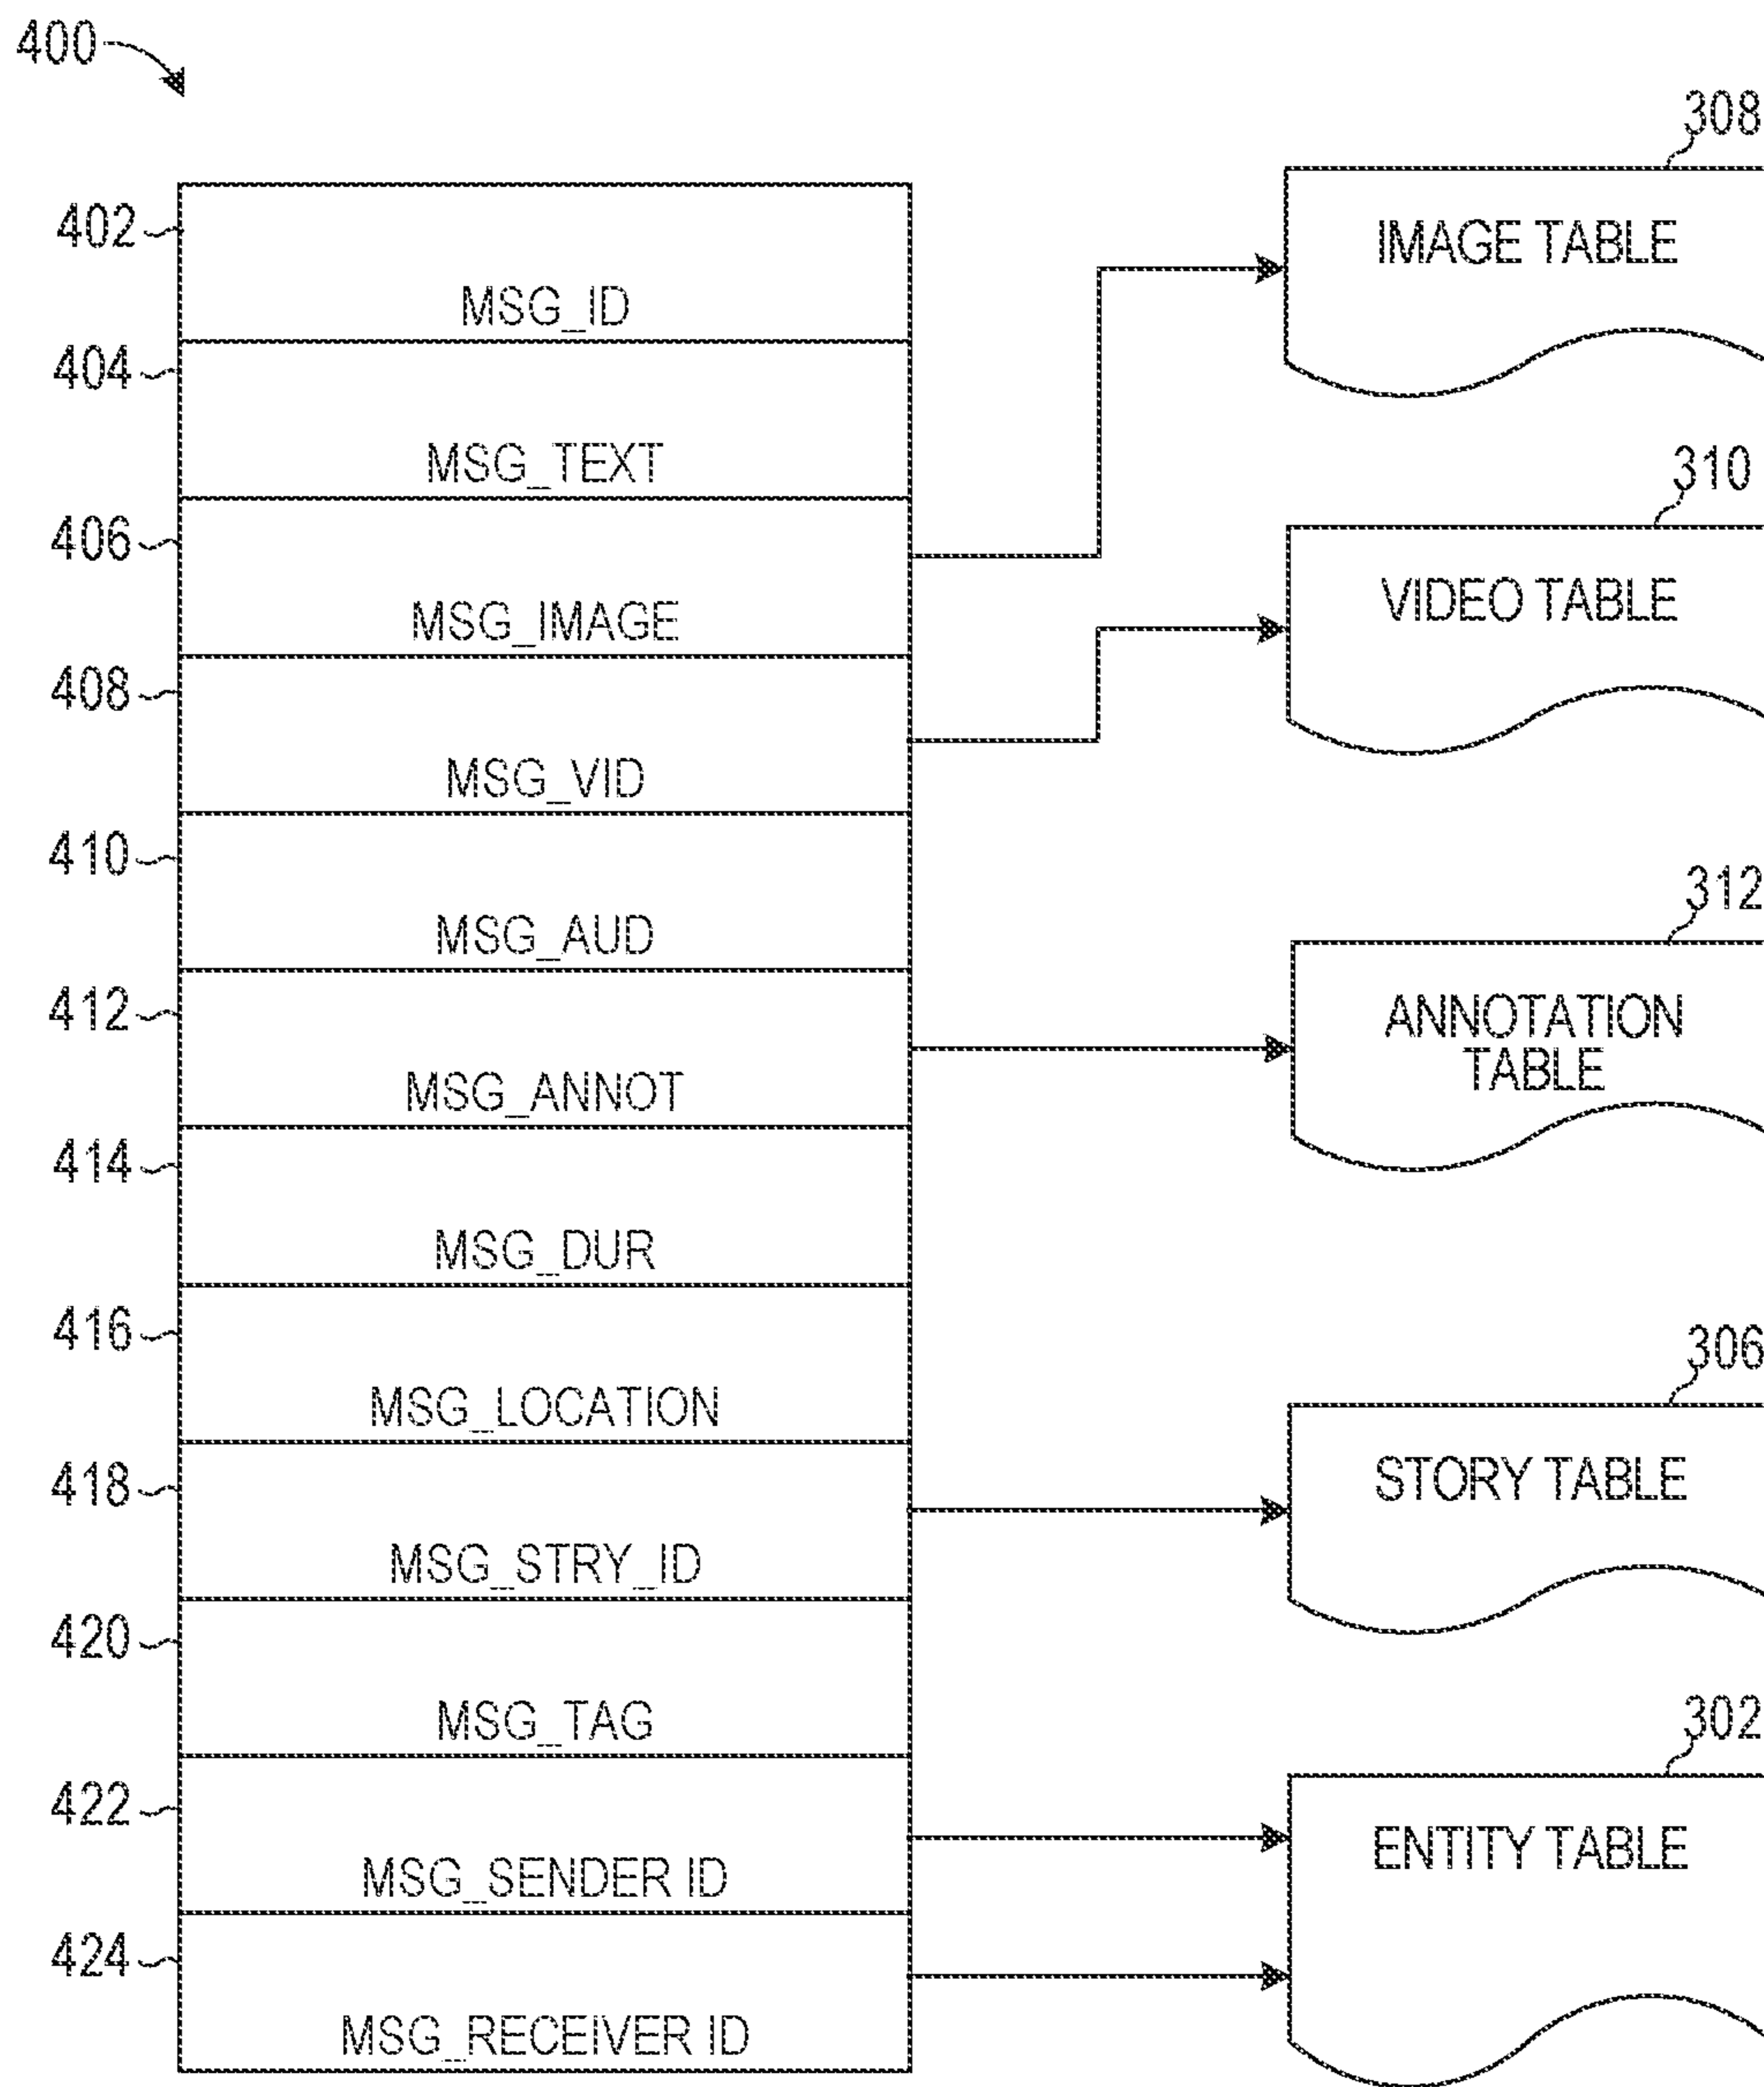 400
308
402
IMAGE TABLE
MSG_ID
404
MSG_TEXT
310
406
VIDEO TABLE
MSG_IMAGE
408
MSG_VID
410
312
MSG_AUD
412
ANNOTATION
TABLE
MSG_ANNOT
414
MSG_DUR
416
306
MSG_LOCATION
418
STORY TABLE
MSG_STRY_ID
420
302
MSG_TAG
422
ENTITY TABLE
MSG_SENDER ID
424
MSG_RECEIVER ID